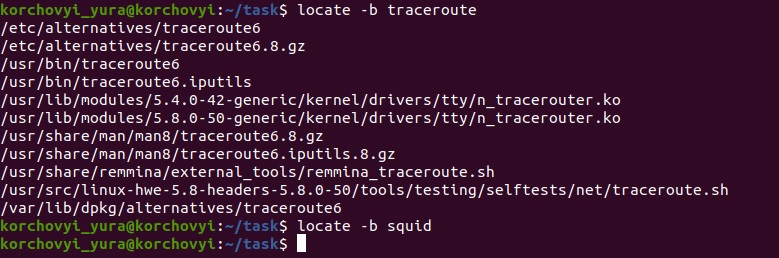 korchovyi_yura@korchovyi:~/task$ locate -b traceroute
/etc/alternatives/traceroute6
/etc/alternatives/traceroute6.8.gz
/usr/bin/traceroute6
/usr/bin/traceroute6.iputils
/usr/lib/modules/5.4.0-42-generic/kernel/drivers/tty/n_tracerouter.ko
/usr/lib/modules/5.8.0-50-generic/kernel/drivers/tty/n_tracerouter.ko
/usr/share/man/man8/traceroute6.8.gz
/usr/share/man/man8/traceroute6.iputils.8.gz
/usr/share/remmina/external_tools/remmina_traceroute.sh
/usr/src/linux-hwe-5.8-headers-5.8.0-50/tools/testing/selftests/net/traceroute.sh
/var/lib/dpkg/alternatives/traceroute6
korchovyi_yura@korchovyi:~/task$ locate -b squid
korchovyi_yura@korchovyi:~/task$